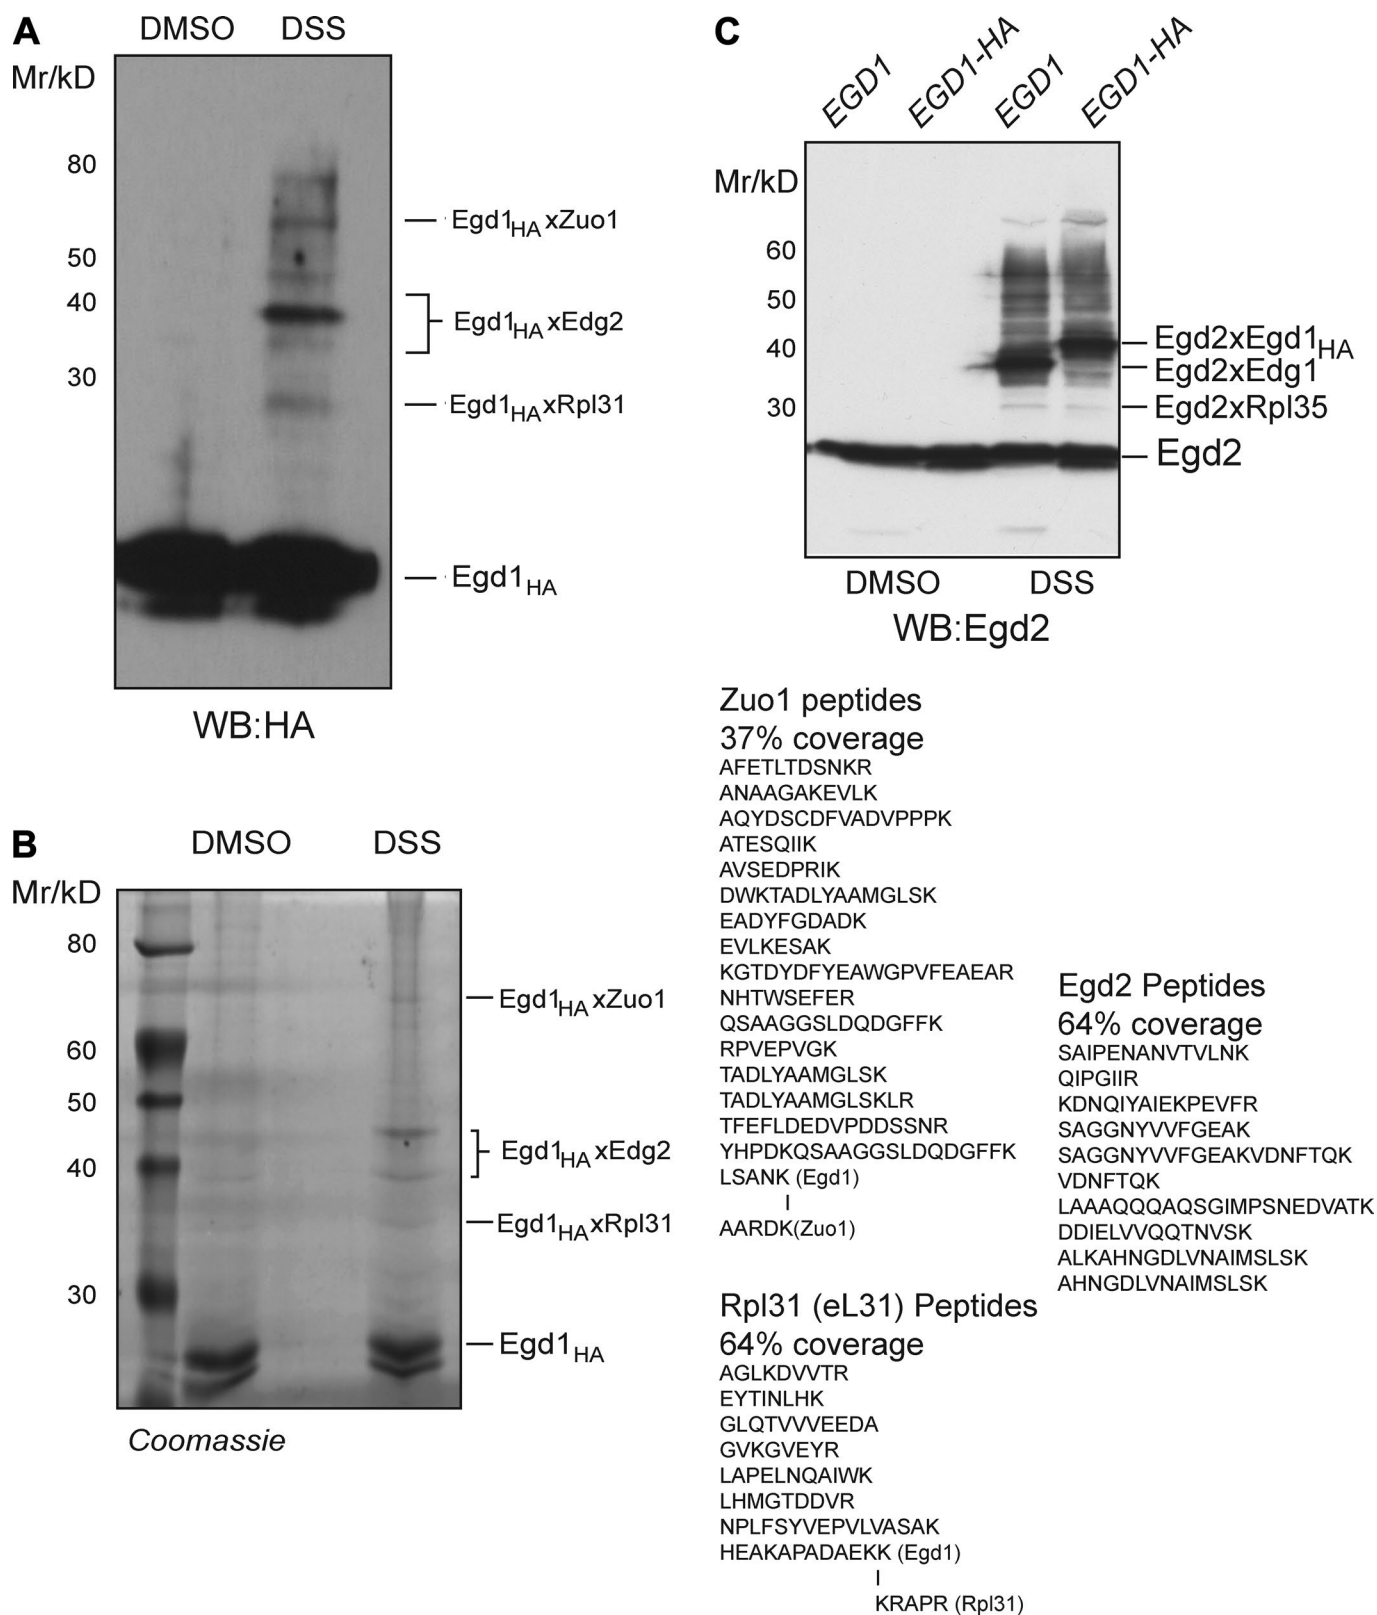 A
DMSO DSS
Mr/kD
80
50
40
30
Egd1HA xZuo1
Egd1HA xEdg2
Egd1HA xRpl31
Egd1HA
WB:HA
B
DMSO DSS
Mr/kD
80
60
50
40
30
Egd1HA xZuo1
Egd1HA xEdg2
Egd1HA xRpl31
Egd1HA
Coomassie
C
EGD1 EGD1-HA EGD1 EGD1-HA
Mr/kD
60
50
40
30
Egd2xEgd1HA
Egd2xEdg1
Egd2xRpl35
Egd2
DMSO DSS
WB:Egd2
Zuo1 peptides
37% coverage
AFETLTDSNKR
ANAAGAKEVLK
AQYDSCDFVADVPPPK
ATESQIIK
AVSEDPRIK
DWKTADLYAAMGLSK
EADYFGDADK
EVLKESAK
KGTDYDFYEAWGPVFEAEAR
NHTWSEFER
QSAAGGSLDQDGFFK
RPVEPVGK
TADLYAAMGLSK
TADLYAAMGLSKLR
TFEFLDEDVPDDSSNR
YHPDKQSAAGGSLDQDGFFK
LSANK (Egd1)
AARDK(Zuo1)
Egd2 Peptides
64% coverage
SAIPENANVTVLNK
QIPGIIR
KDNQIYAIEKPEVFR
SAGGNYVVFGEAK
SAGGNYVVFGEAKVDNFTQK
VDNFTQK
LAAAQQQAQSGIMPSNEDVATK
DDIELVVQQTNVSK
ALKAHNGDLVNAIMSLSK
AHNGDLVNAIMSLSK
Rpl31 (eL31) Peptides
64% coverage
AGLKDVVTR
EYTINLHK
GLQTVVVEEDA
GVKGVEYR
LAPELNQAIWK
LHMGTDDVR
NPLFSYVEPVLVASAK
HEAKAPADAEKK (Egd1)
KRAPR (Rpl31)